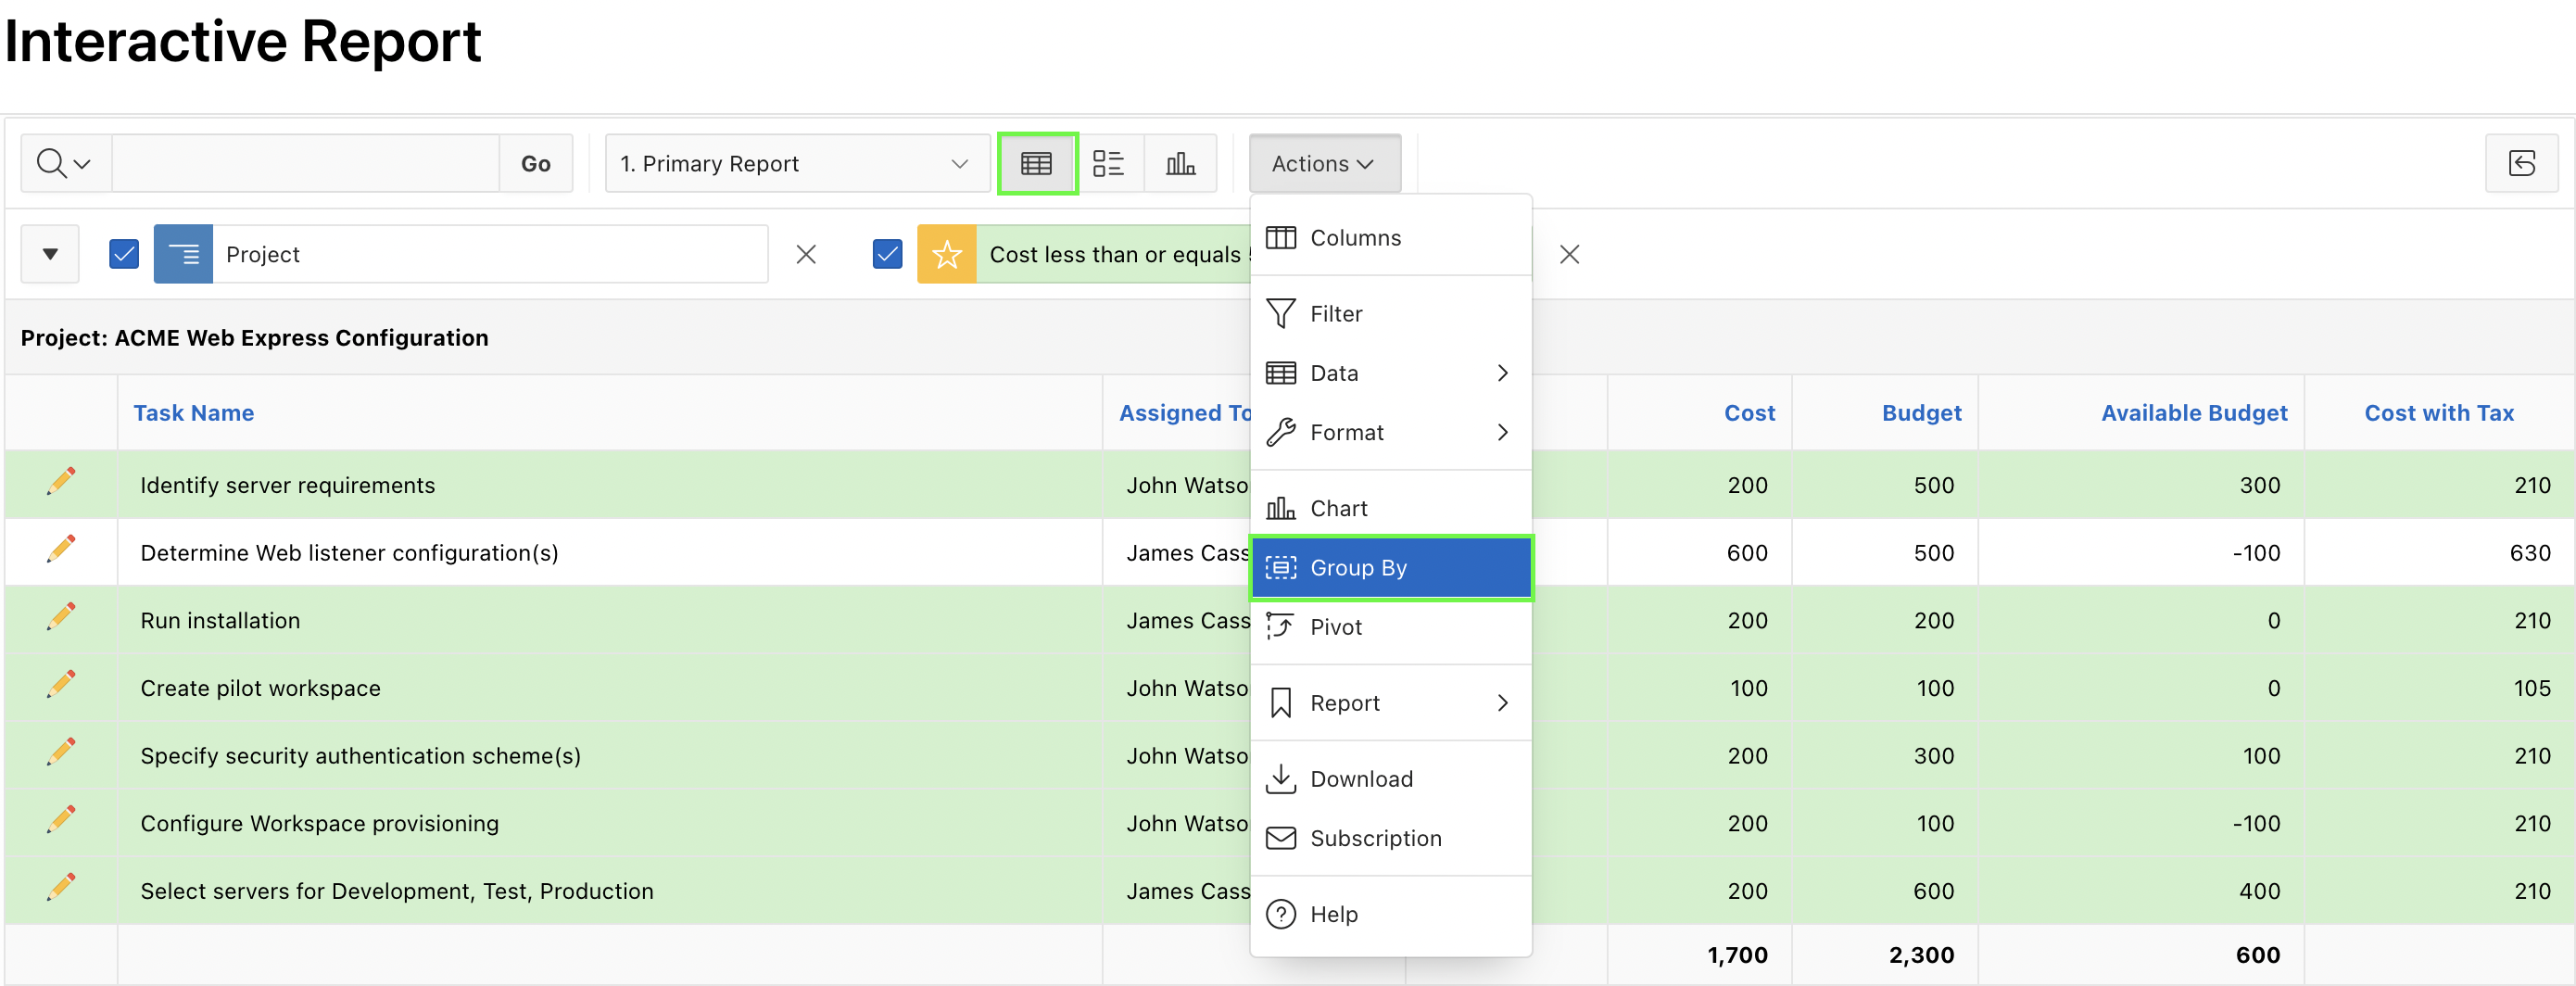 Interactive Report
Go
1. Primary Report
Actions
Project
Cost less than or equals
Columns
Filter
Data
Format
Chart
Group By
Pivot
Report
Download
Subscription
Help
Project: ACME Web Express Configuration
Task Name Assigned To Cost Budget Available Budget Cost with Tax
Identify server requirements John Watso 200 500 300 210
Determine Web listener configuration(s) James Cass 600 500 -100 630
Run installation James Cass 200 200 0 210
Create pilot workspace John Watso 100 100 0 105
Specify security authentication scheme(s) John Watso 200 300 100 210
Configure Workspace provisioning John Watso 200 100 -100 210
Select servers for Development, Test, Production James Cass 200 600 400 210
1,700 2,300 600